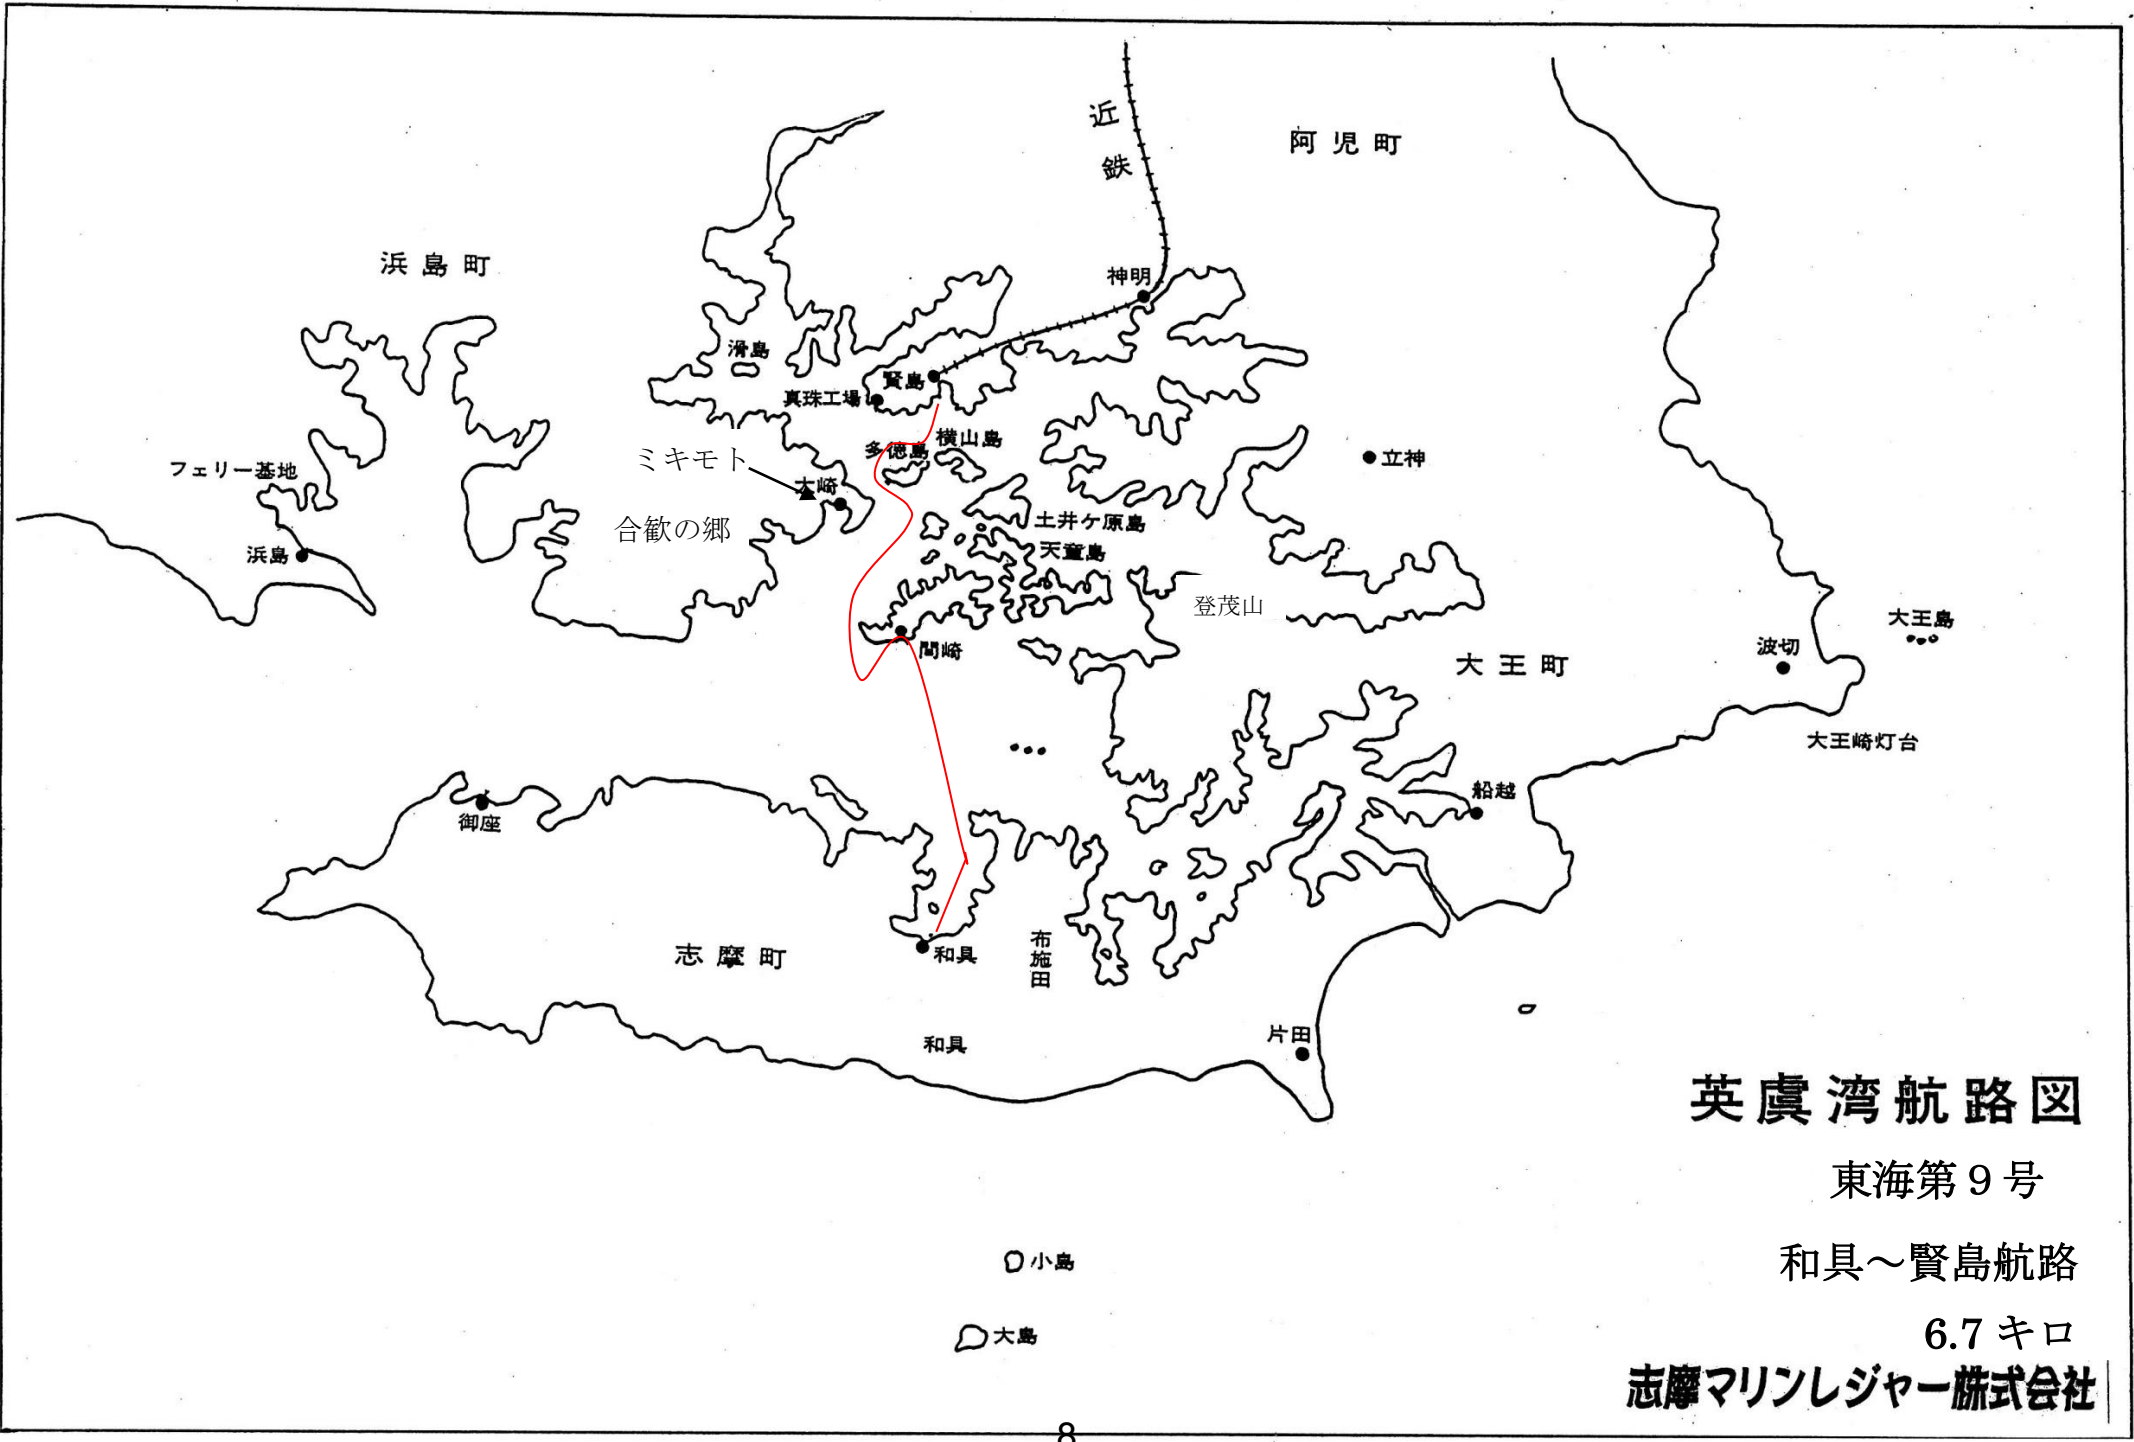 近鉄
阿児町
浜島町
神明
滑島
賢島
真珠工場
横山島
多徳島
ミキモト
立神
フェリー基地
大崎
土井ケ原島
合歓の郷
天童島
浜島
登茂山
大王島
間崎
波切
大王町
大王崎灯台
船越
御座
布施田
和具
志摩町
片田
和具
英虞湾航路図
東海第9号
和具～賢島航路
小島
6.7キロ
大島
志摩マリンレジャー株式会社
8